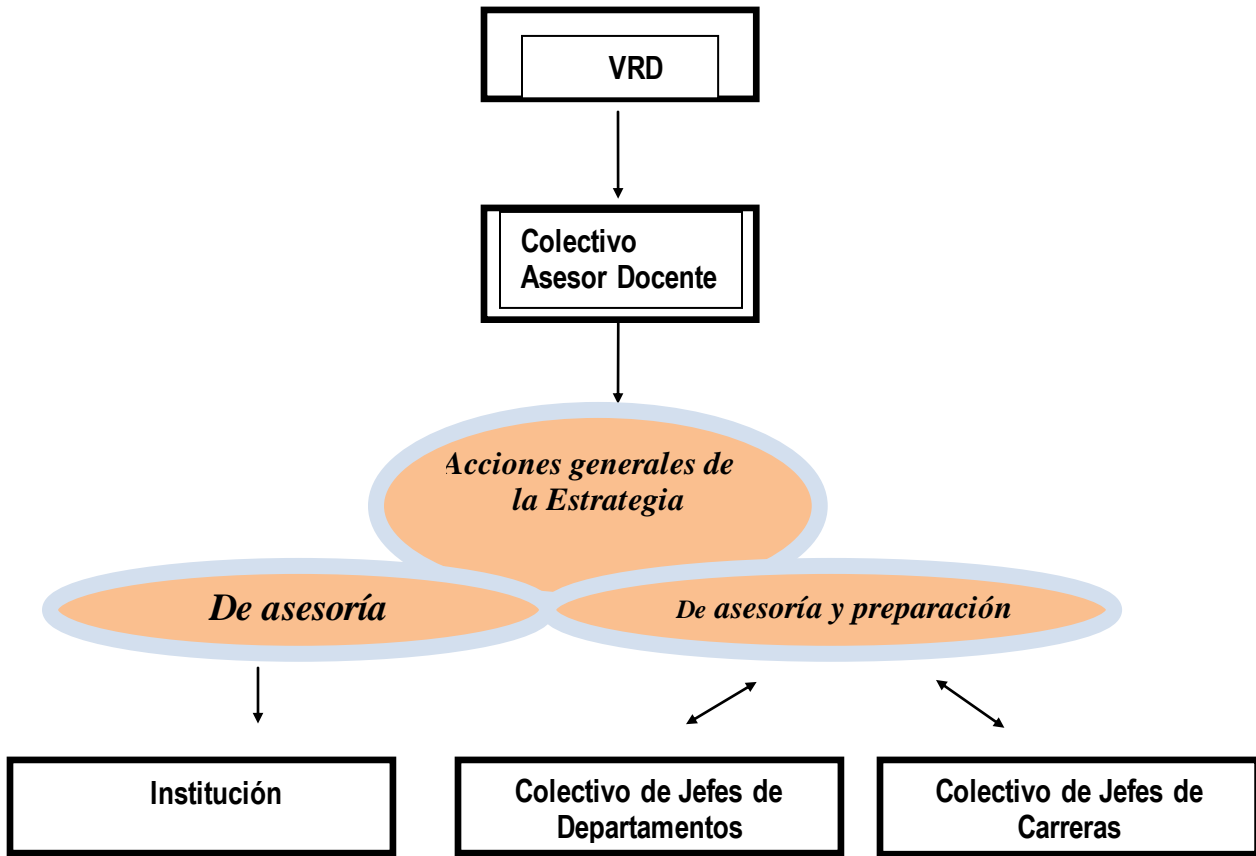 VRD
Colectivo
Asesor Docente
Acciones generales de
la Estrategia
De asesoría
De asesoría y preparación
Institución
Colectivo de Jefes de
Departamentos
Colectivo de Jefes de
Carreras